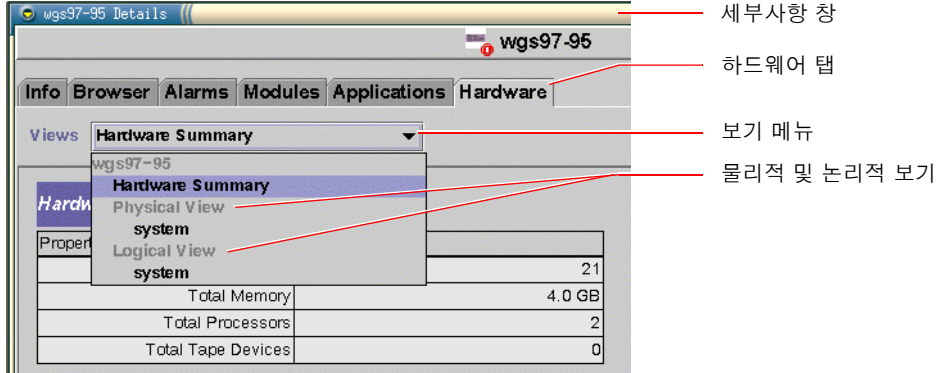 wgs97-95 Details
세부사항 창
wgs97-95
하드웨어 탭
Info Browser Alarms Modules Applications Hardware
Views Hardware Summary
보기 메뉴
wgs97-95
물리적 및 논리적 보기
Hardware Summary
Physical View
system
Logical View
system
Hardw
Propert
21
Total Memory 4.0 GB
Total Processors 2
Total Tape Devices 0